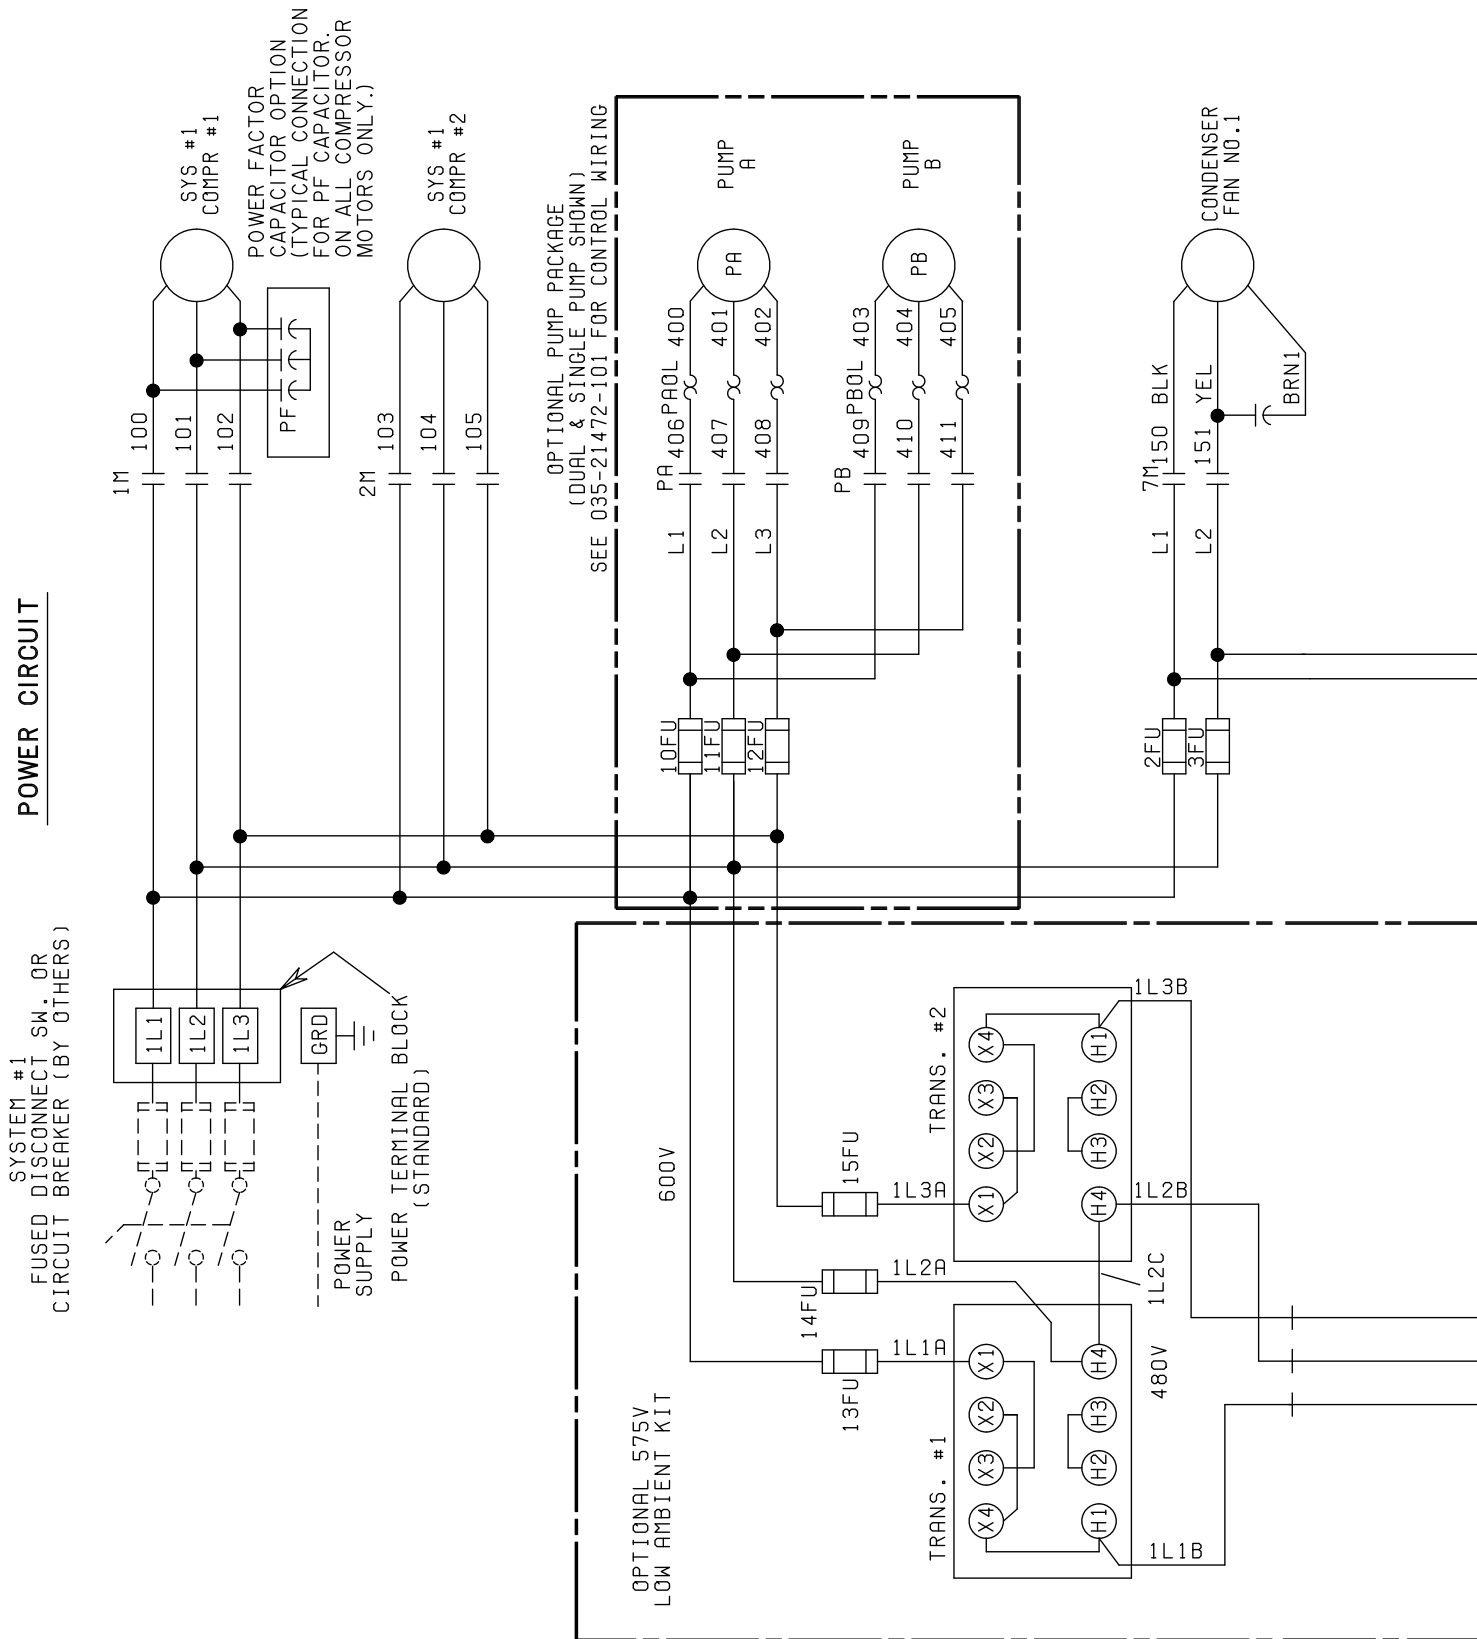 POWER CIRCUIT
SYSTEM #1
FUSED DISCONNECT SW. OR
CIRCUIT BREAKER (BY OTHERS)
1L1
1L2
1L3
GRD
POWER
SUPPLY
POWER TERMINAL BLOCK
(STANDARD)
1M
100
101
102
PF
SYS #1
COMPR #1
POWER FACTOR
CAPACITOR OPTION
(TYPICAL CONNECTION
FOR PF CAPACITOR.
ON ALL COMPRESSOR
MOTORS ONLY.)
2M
103
104
105
SYS #1
COMPR #2
OPTIONAL PUMP PACKAGE
(DUAL & SINGLE PUMP SHOWN)
SEE 035-21472-101 FOR CONTROL WIRING
10FU
11FU
12FU
L1
L2
L3
PA
406
PAOL
400
407
401
408
402
PA
PUMP
A
PB
409
PBOL
403
410
404
411
405
PB
PUMP
B
2FU
3FU
L1
L2
7M
150
BLK
151
YEL
BRN1
CONDENSER
FAN NO.1
OPTIONAL 575V
LOW AMBIENT KIT
600V
13FU
14FU
15FU
1L1A
1L2A
1L3A
TRANS. #1
X4
X3
X2
X1
H1
H2
H3
H4
TRANS. #2
X1
X2
X3
X4
H4
H3
H2
H1
1L1B
480V
1L2C
1L2B
1L3B